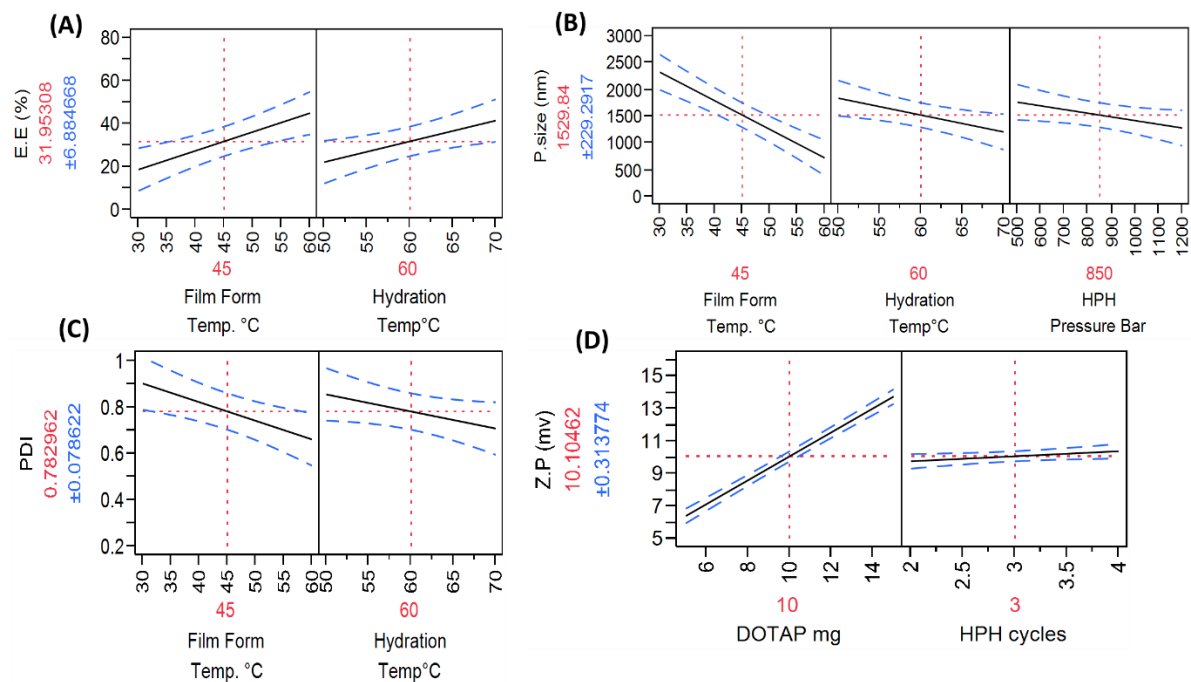 (A)
E.E (%)
31.95308
±6.884668
80
60
40
20
0
30 35 40 45 50 55 60
50 55 60 65 70
45
60
Film Form
Temp. °C
Hydration
Temp°C
(B)
P.size (nm)
1529.84
±229.2917
3000
2500
2000
1500
1000
500
0
30 35 40 45 50 55 60
50 55 60 65 70
500 600 700 800 900 1000 1100 1200
45
60
850
Film Form
Temp. °C
Hydration
Temp°C
HPH
Pressure Bar
(C)
PDI
0.782962
±0.078622
1
0.8
0.6
0.4
0.2
30 35 40 45 50 55 60
50 55 60 65 70
45
60
Film Form
Temp. °C
Hydration
Temp°C
(D)
Z.P (mv)
10.10462
±0.313774
15
13
11
9
7
5
6 8 10 12 14
2 2.5 3 3.5 4
10
3
DOTAP mg
HPH cycles